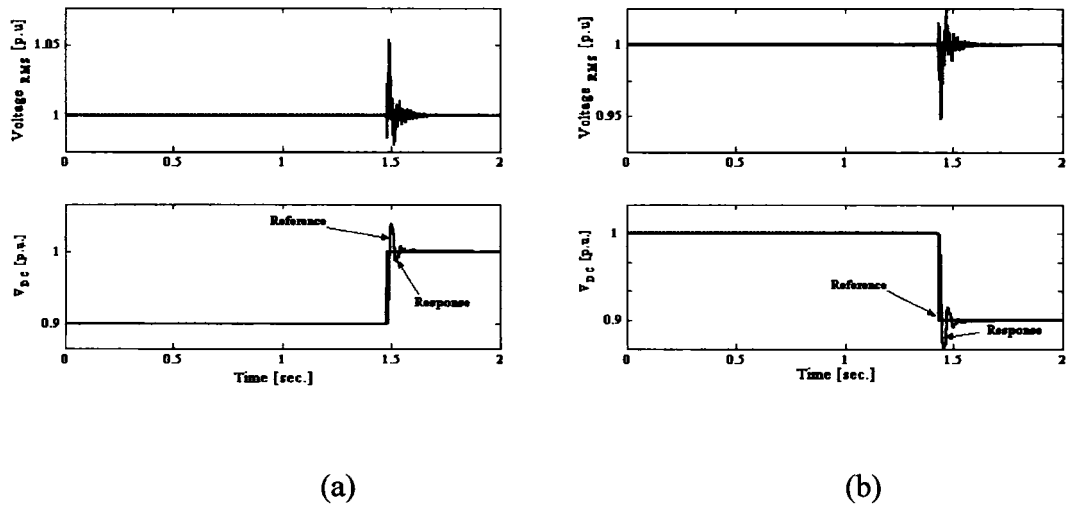 Voltage RMS [p.u]
1.05
1
0 0.5 1 1.5 2
V DC [p.u.]
Reference
1
Response
0.9
0 0.5 1 1.5 2
Time [sec.]
(a)
Voltage RMS [p.u]
1
0.95
0 0.5 1 1.5 2
V DC [p.u.]
1
Reference
0.9
Response
0 0.5 1 1.5 2
Time [sec.]
(b)